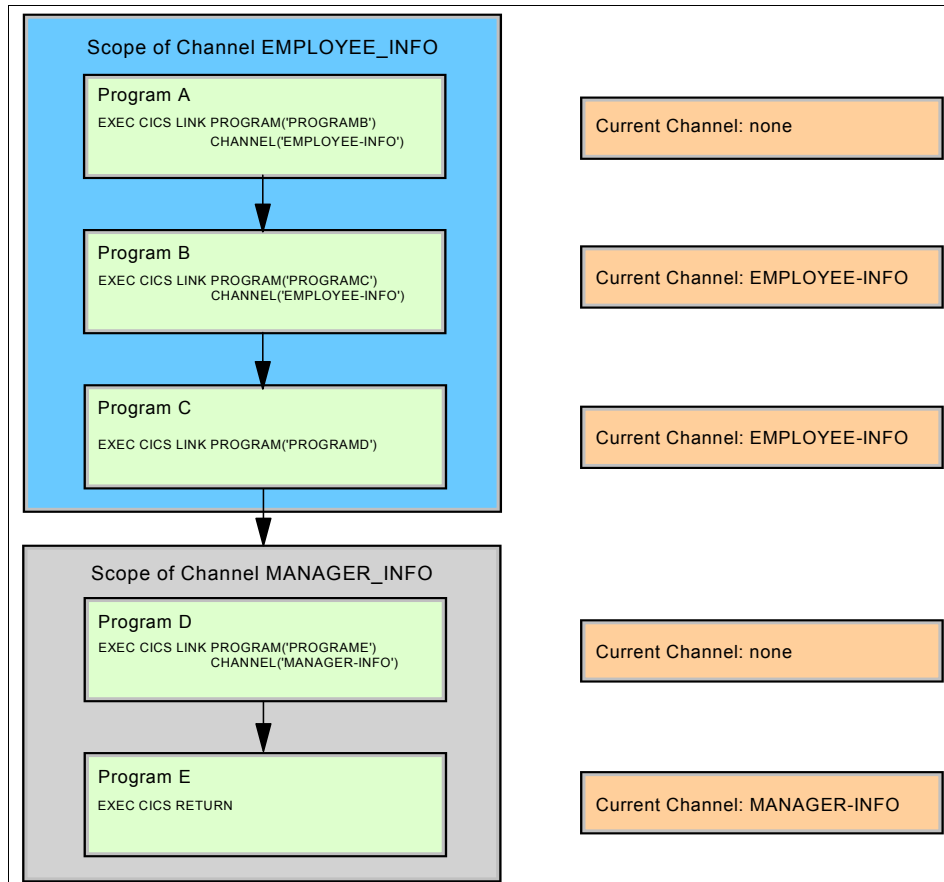 Scope of Channel EMPLOYEE_INFO
Program A
EXEC CICS LINK PROGRAM('PROGRAMB')
CHANNEL('EMPLOYEE-INFO')
Current Channel: none
Program B
EXEC CICS LINK PROGRAM('PROGRAMC')
CHANNEL('EMPLOYEE-INFO')
Current Channel: EMPLOYEE-INFO
Program C
EXEC CICS LINK PROGRAM('PROGRAMD')
Current Channel: EMPLOYEE-INFO
Scope of Channel MANAGER_INFO
Program D
EXEC CICS LINK PROGRAM('PROGRAME')
CHANNEL('MANAGER-INFO')
Current Channel: none
Program E
EXEC CICS RETURN
Current Channel: MANAGER-INFO